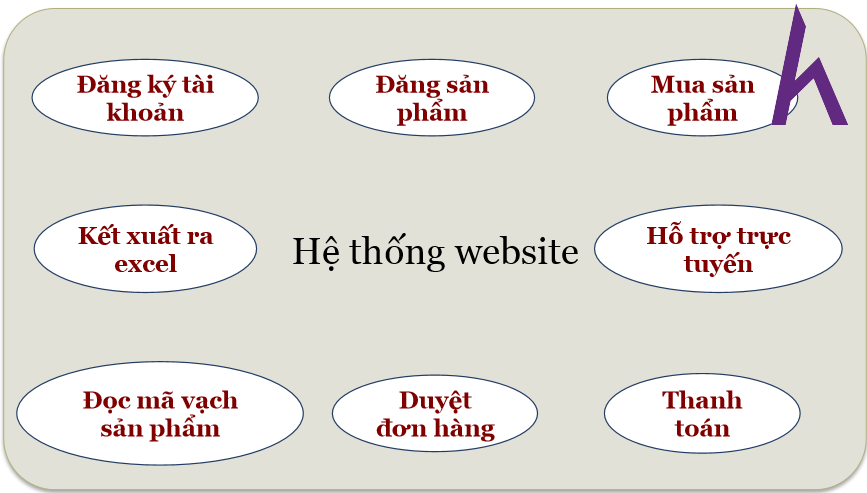 Đăng ký tài
khoản
Đăng sản
phẩm
Mua sản
phẩm
Kết xuất ra
excel
Hệ thống website
Hỗ trợ trực
tuyến
Đọc mã vạch
sản phẩm
Duyệt
đơn hàng
Thanh
toán